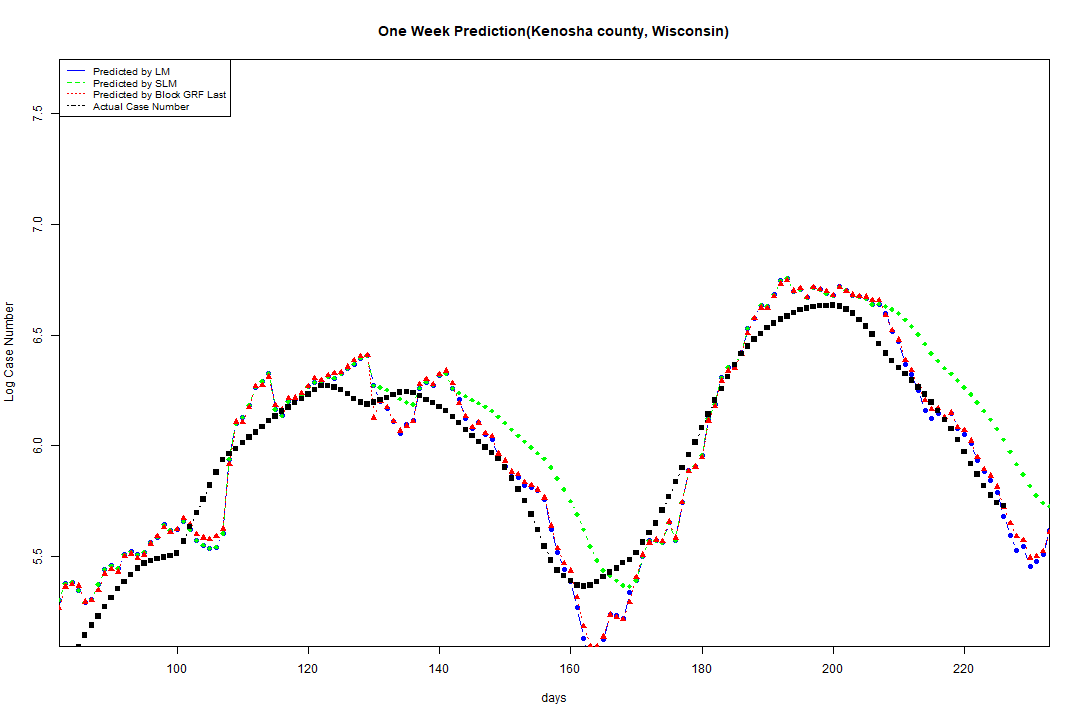 One Week Prediction(Kenosha county, Wisconsin)
Predicted by LM
Predicted by SLM
Predicted by Block GRF Last
Actual Case Number
7.5
7.0
6.5
6.0
5.5
Log Case Number
100 120 140 160 180 200 220
days